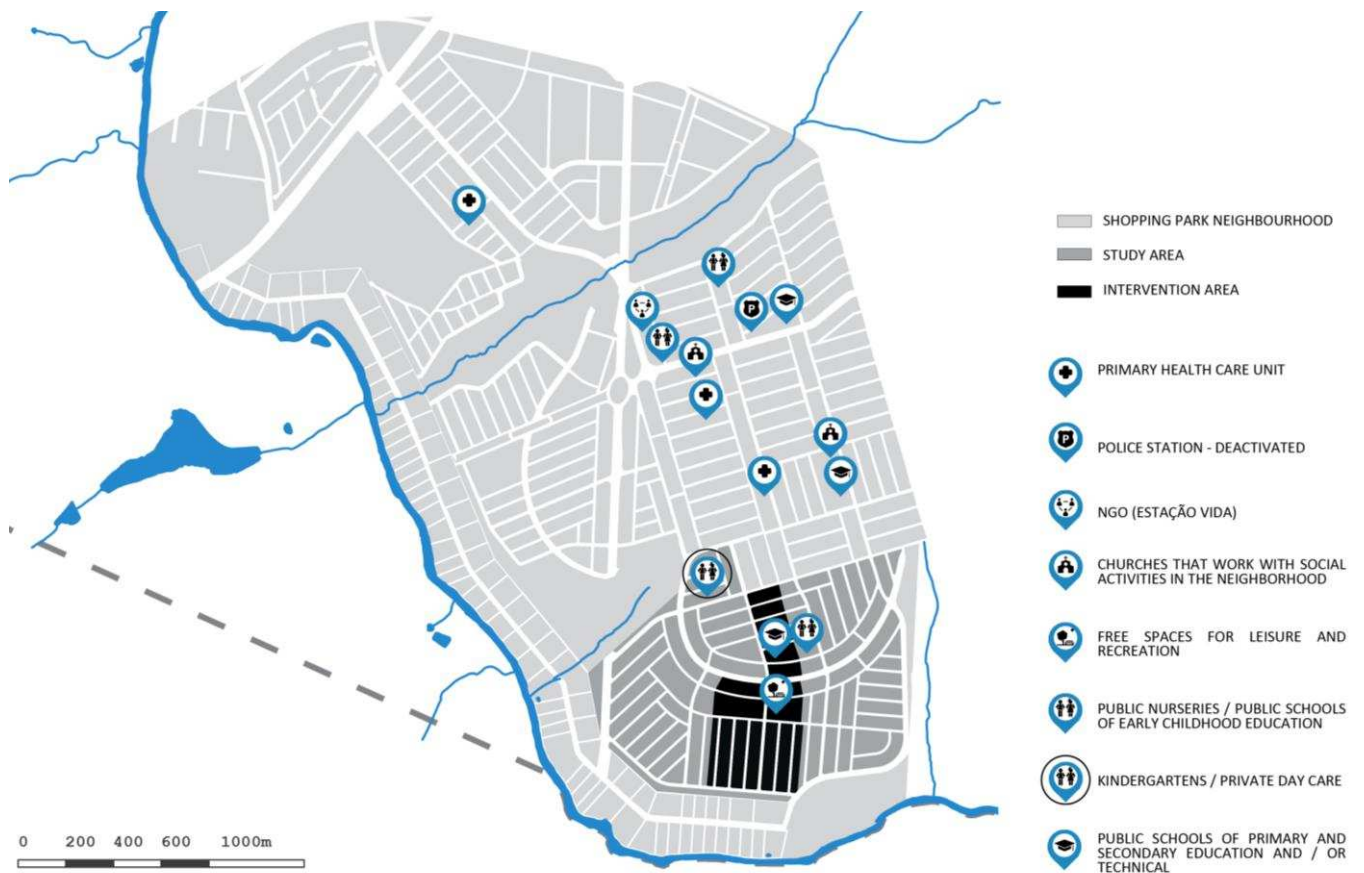 SHOPPING PARK NEIGHBOURHOOD
STUDY AREA
INTERVENTION AREA
PRIMARY HEALTH CARE UNIT
POLICE STATION - DEACTIVATED
NGO (ESTAÇÃO VIDA)
CHURCHES THAT WORK WITH SOCIAL
ACTIVITIES IN THE NEIGHBORHOOD
FREE SPACES FOR LEISURE AND
RECREATION
PUBLIC NURSERIES / PUBLIC SCHOOLS
OF EARLY CHILDHOOD EDUCATION
KINDERGARTENS / PRIVATE DAY CARE
PUBLIC SCHOOLS OF PRIMARY AND
SECONDARY EDUCATION AND / OR
TECHNICAL
0 200 400 600 1000m
P
P